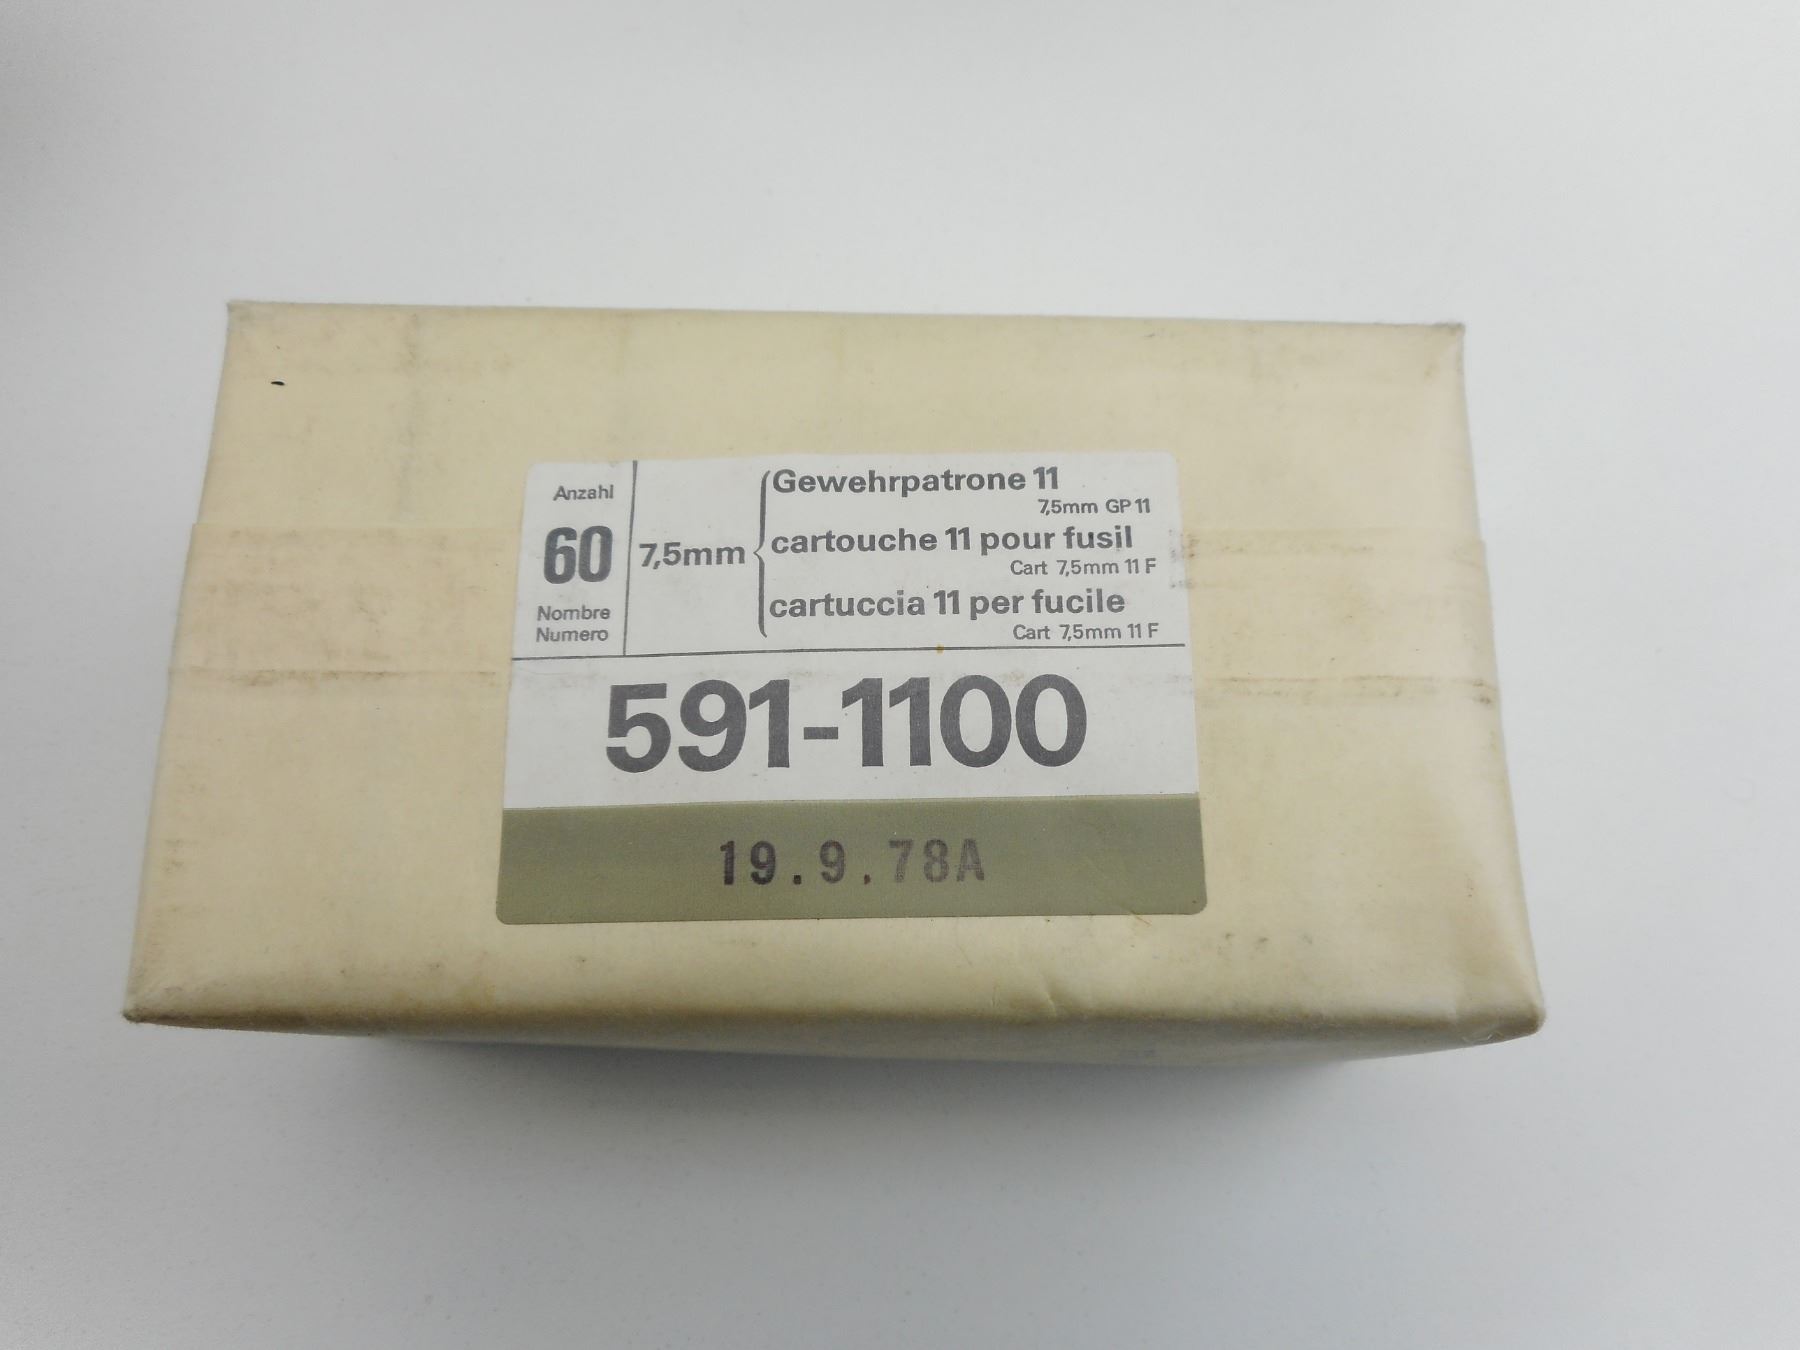 Anzahl
60
Nombre
Numero
7,5mm
Gewehrpatrone 11
7,5mm GP 11
cartouche 11 pour fusil
Cart 7,5mm 11 F
cartuccia 11 per fucile
Cart 7,5mm 11 F
591-1100
19.9.78A